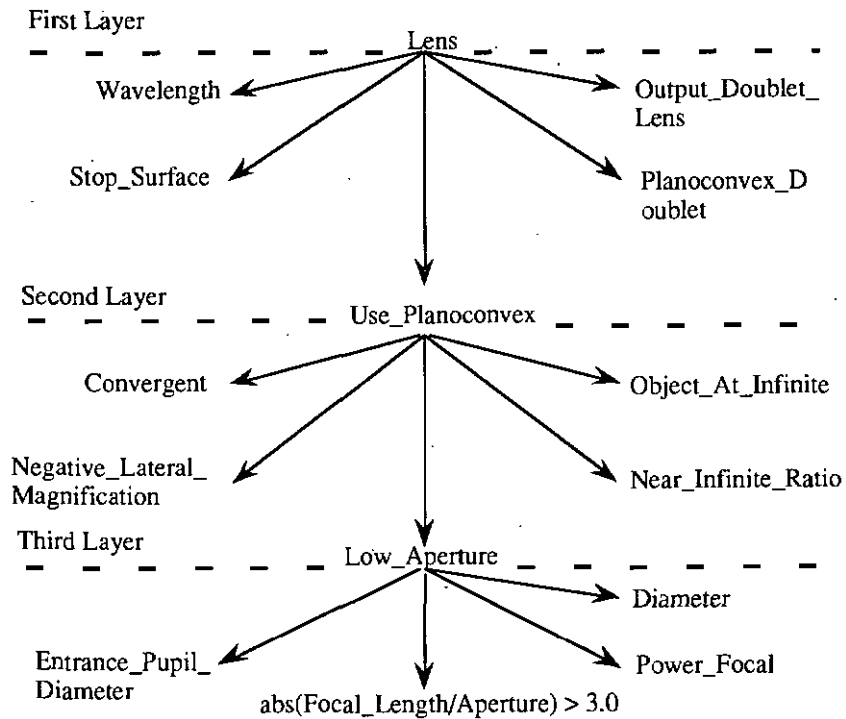 First Layer
Lens
Wavelength
Output_Doublet_
Lens
Stop_Surface
Planoconvex_D
oublet
Second Layer
Use_Planoconvex
Convergent
Object_At_Infinite
Negative_Lateral_
Magnification
Near_Infinite_Ratio
Third Layer
Low_Aperture
Diameter
Entrance_Pupil_
Diameter
Power_Focal
abs(Focal_Length/Aperture) > 3.0